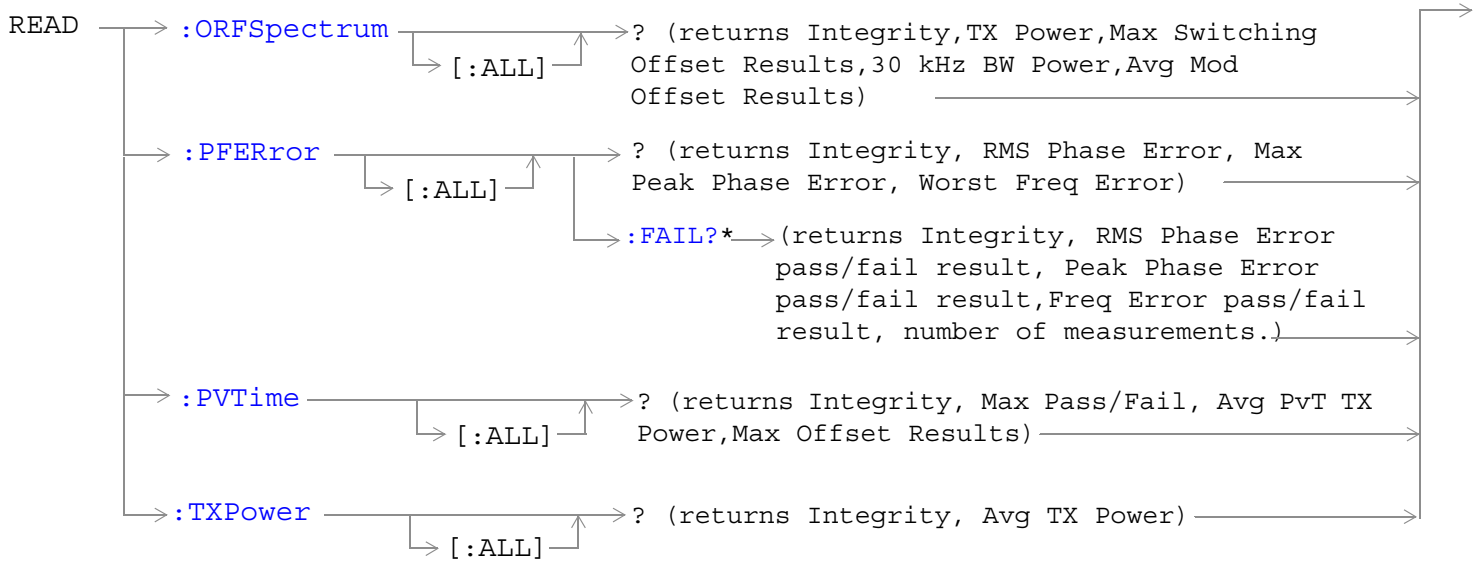 READ :ORFSpectrum ? (returns Integrity,TX Power,Max Switching
[:ALL] Offset Results,30 kHz BW Power,Avg Mod
Offset Results)
:PFERror ? (returns Integrity, RMS Phase Error, Max
[:ALL] Peak Phase Error, Worst Freq Error)
:FAIL?* (returns Integrity, RMS Phase Error
pass/fail result, Peak Phase Error
pass/fail result,Freq Error pass/fail
result, number of measurements.)
:PVTime ? (returns Integrity, Max Pass/Fail, Avg PvT TX
[:ALL] Power,Max Offset Results)
:TXPower ? (returns Integrity, Avg TX Power)
[:ALL]